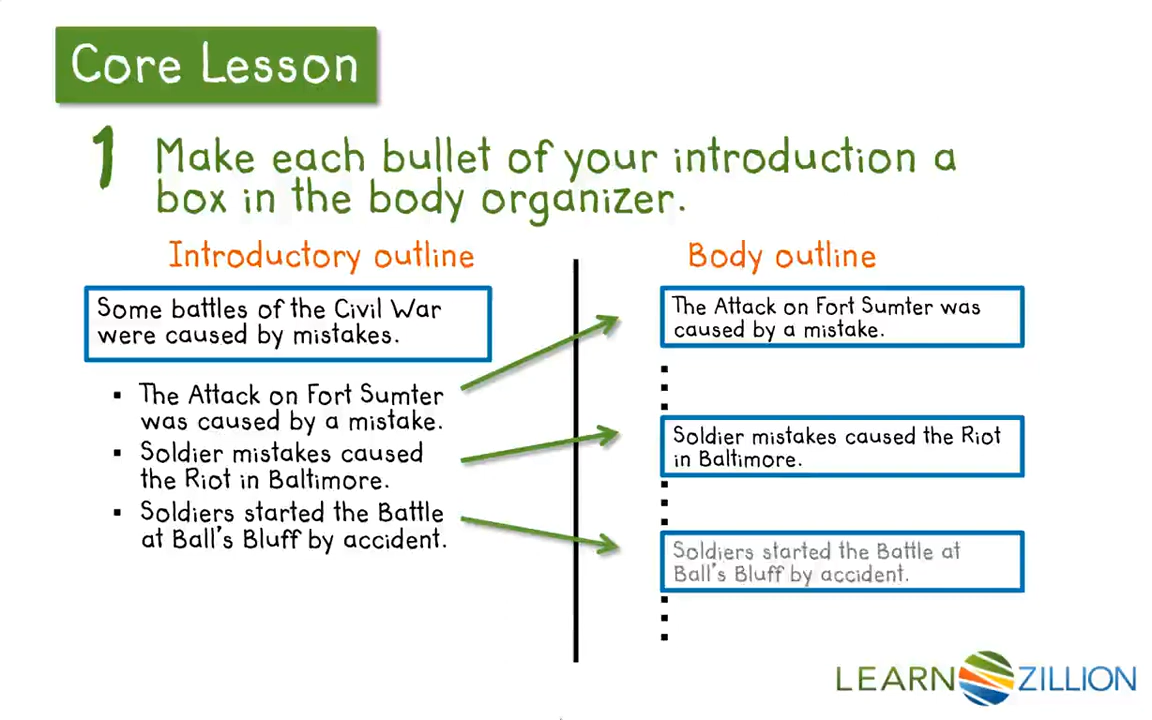 Core Lesson
1 Make each bullet of your introduction a
box in the body organizer.
Introductory outline
Some battles of the Civil War
were caused by mistakes.
▪ The Attack on Fort Sumter
was caused by a mistake.
▪ Soldier mistakes caused
the Riot in Baltimore.
▪ Soldiers started the Battle
at Ball's Bluff by accident.
Body outline
The Attack on Fort Sumter was
caused by a mistake.
Soldier mistakes caused the Riot
in Baltimore.
Soldiers started the Battle at
Ball's Bluff by accident.
LEARN ZILLION